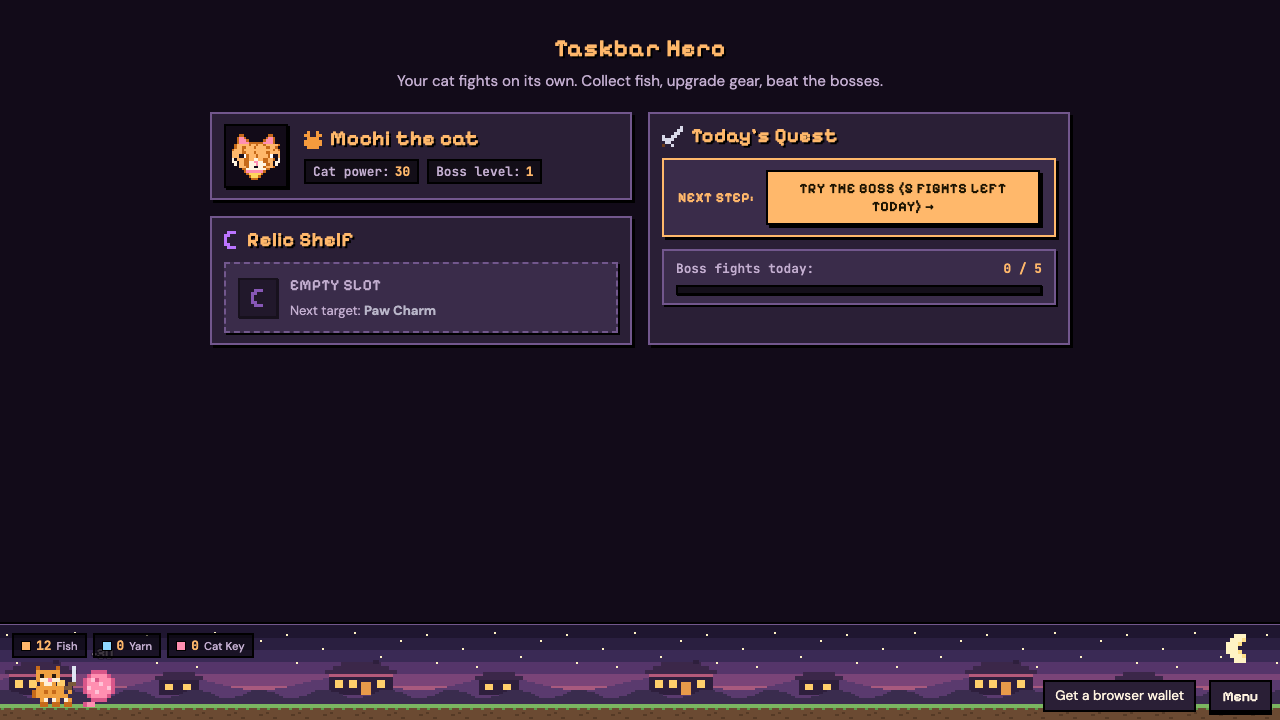 Taskbar Hero
Your cat fights on its own. Collect fish, upgrade gear, beat the bosses.
Mochi the cat
Cat power: 30
Boss level: 1
Relic Shelf
EMPTY SLOT
Next target: Paw Charm
Today's Quest
NEXT STEP:
TRY THE BOSS (5 FIGHTS LEFT
TODAY) →
Boss fights today: 0 / 5
12 Fish
0 Yarn
0 Cat Key
Get a browser wallet
Menu